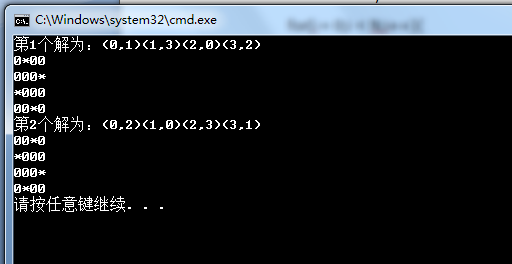 C:\Windows\system32\cmd.exe
第1个解为：(0,1)(1,3)(2,0)(3,2)
0*00
000*
*000
00*0
第2个解为：(0,2)(1,0)(2,3)(3,1)
00*0
*000
000*
0*00
请按任意键继续. . .